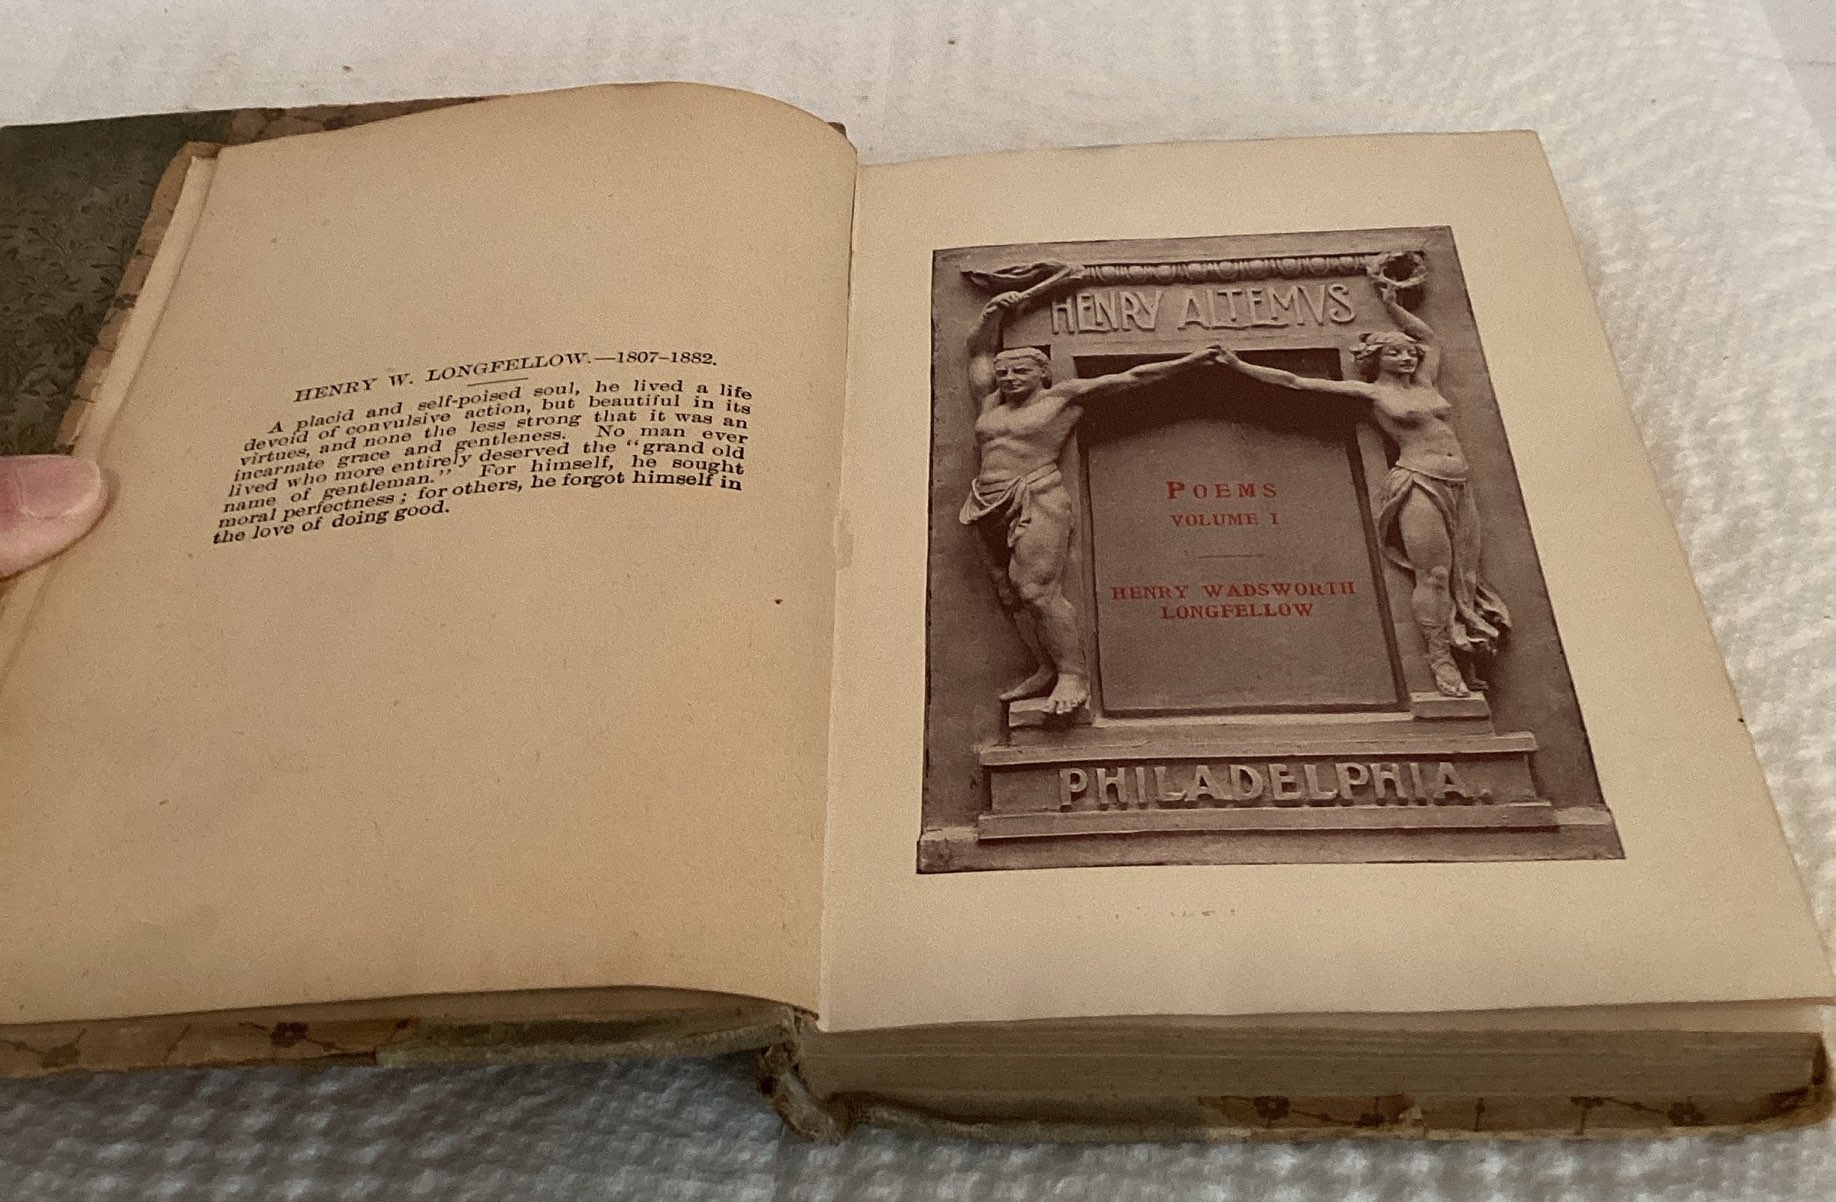 HENRY W. LONGFELLOW.—1807–1882.
A placid and self-poised soul, he lived a life
devoid of convulsive action, but beautiful in its
virtues, and none the less strong that it was an
incarnate grace and gentleness. No man ever
lived who more entirely deserved the "grand old
name of gentleman." For himself, he sought
moral perfectness; for others, he forgot himself in
the love of doing good.
HENRY ALTEMVS
POEMS
VOLUME I
HENRY WADSWORTH
LONGFELLOW
PHILADELPHIA.